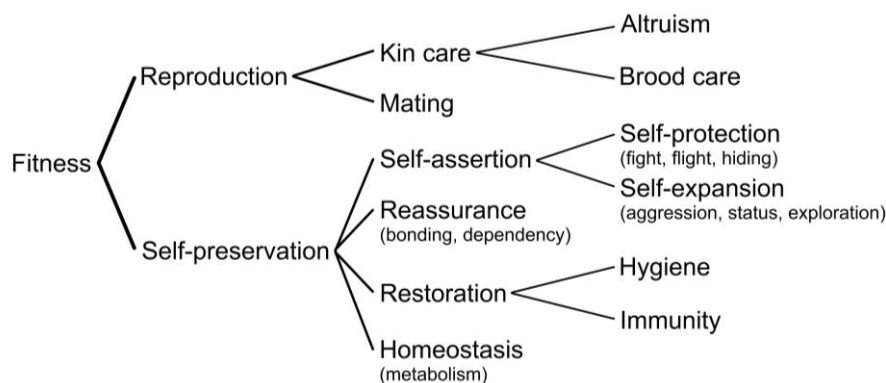 Altruism
Kin care
Reproduction
Brood care
Mating
Self-protection
(fight, flight, hiding)
Fitness
Self-assertion
Self-expansion
(aggression, status, exploration)
Reassurance
(bonding, dependency)
Self-preservation
Hygiene
Restoration
Immunity
Homeostasis
(metabolism)